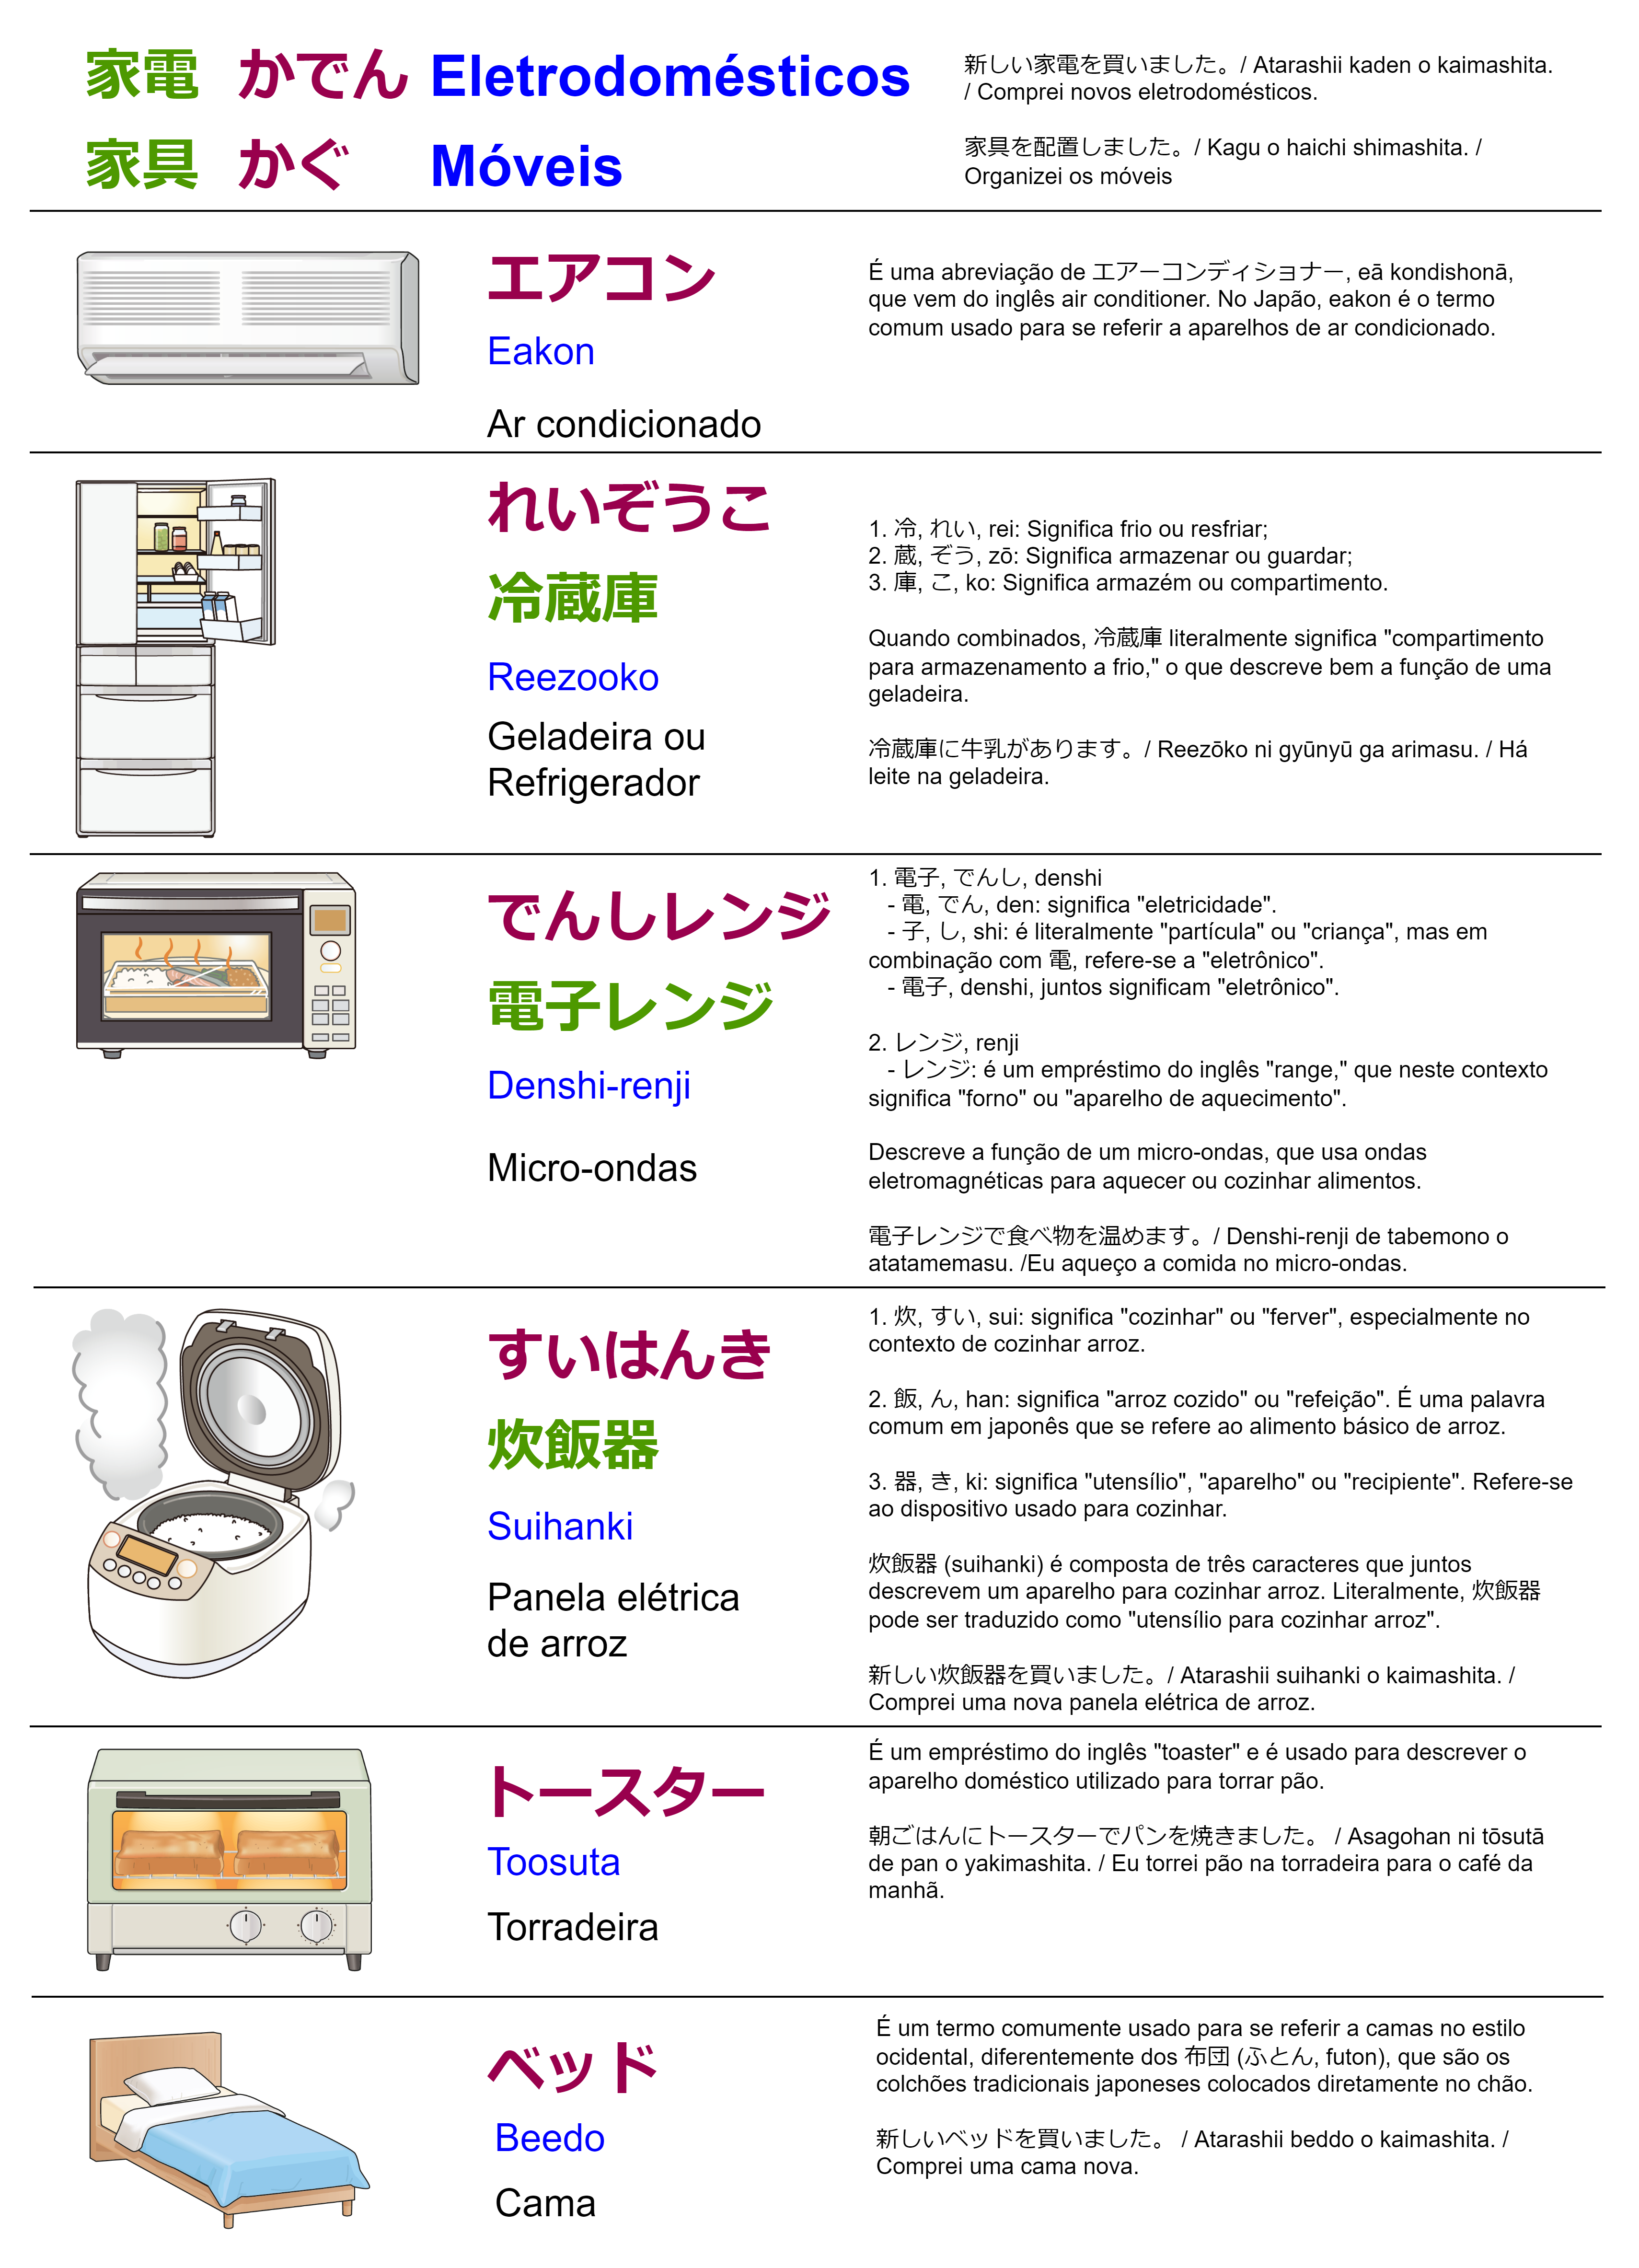 家電 かでん Eletrodomésticos
新しい家電を買いました。/ Atarashii kaden o kaimashita.
/ Comprei novos eletrodomésticos.
家具 かぐ Móveis
家具を配置しました。/ Kagu o haichi shimashita. /
Organizei os móveis
エアコン
Eakon
Ar condicionado
É uma abreviação de エアーコンディショナー, eā kondishonā,
que vem do inglês air conditioner. No Japão, eakon é o termo
comum usado para se referir a aparelhos de ar condicionado.
れいぞうこ
冷蔵庫
Reezooko
Geladeira ou
Refrigerador
1. 冷, れい, rei: Significa frio ou resfriar;
2. 蔵, ぞう, zō: Significa armazenar ou guardar;
3. 庫, こ, ko: Significa armazém ou compartimento.
Quando combinados, 冷蔵庫 literalmente significa "compartimento
para armazenamento a frio," o que descreve bem a função de uma
geladeira.
冷蔵庫に牛乳があります。/ Reezōko ni gyūnyū ga arimasu. / Há
leite na geladeira.
でんしレンジ
電子レンジ
Denshi-renji
Micro-ondas
1. 電子, でんし, denshi
- 電, でん, den: significa "eletricidade".
- 子, し, shi: é literalmente "partícula" ou "criança", mas em
combinação com 電, refere-se a "eletrônico".
- 電子, denshi, juntos significam "eletrônico".
2. レンジ, renji
- レンジ: é um empréstimo do inglês "range," que neste contexto
significa "forno" ou "aparelho de aquecimento".
Descreve a função de um micro-ondas, que usa ondas
eletromagnéticas para aquecer ou cozinhar alimentos.
電子レンジで食べ物を温めます。/ Denshi-renji de tabemono o
atatamemasu. /Eu aqueço a comida no micro-ondas.
すいはんき
炊飯器
Suihanki
Panela elétrica
de arroz
1. 炊, すい, sui: significa "cozinhar" ou "ferver", especialmente no
contexto de cozinhar arroz.
2. 飯, ん, han: significa "arroz cozido" ou "refeição". É uma palavra
comum em japonês que se refere ao alimento básico de arroz.
3. 器, き, ki: significa "utensílio", "aparelho" ou "recipiente". Refere-se
ao dispositivo usado para cozinhar.
炊飯器 (suihanki) é composta de três caracteres que juntos
descrevem um aparelho para cozinhar arroz. Literalmente, 炊飯器
pode ser traduzido como "utensílio para cozinhar arroz".
新しい炊飯器を買いました。/ Atarashii suihanki o kaimashita. /
Comprei uma nova panela elétrica de arroz.
トースター
Toosuta
Torradeira
É um empréstimo do inglês "toaster" e é usado para descrever o
aparelho doméstico utilizado para torrar pão.
朝ごはんにトースターでパンを焼きました。 / Asagohan ni tōsutā
de pan o yakimashita. / Eu torrei pão na torradeira para o café da
manhã.
ベッド
Beedo
Cama
É um termo comumente usado para se referir a camas no estilo
ocidental, diferentemente dos 布団 (ふとん, futon), que são os
colchões tradicionais japoneses colocados diretamente no chão.
新しいベッドを買いました。 / Atarashii beddo o kaimashita. /
Comprei uma cama nova.